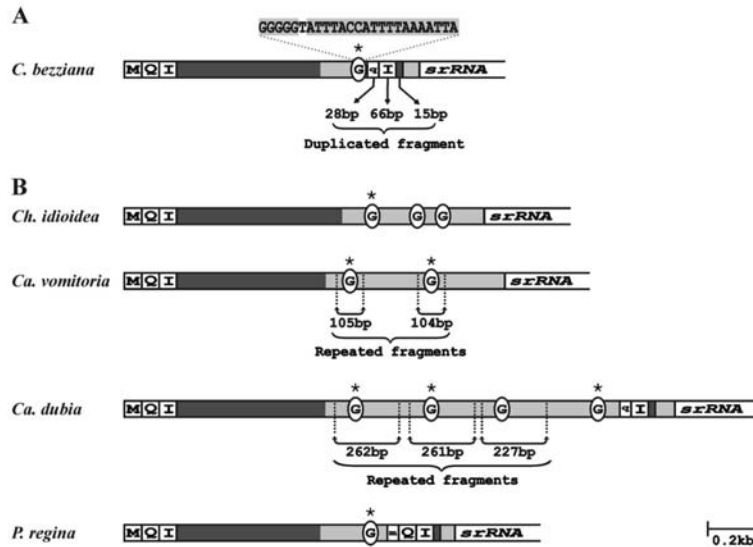 A
GGGGGTATTTACCATTTTAAAATTA
*
C. bezziana M Q I G q I srRNA
28bp 66bp 15bp
Duplicated fragment
B
*
Ch. idioidea M Q I G G G srRNA
* *
Ca. vomitoria M Q I G G srRNA
105bp 104bp
Repeated fragments
* * *
Ca. dubia M Q I G G G G q I srRNA
262bp 261bp 227bp
Repeated fragments
*
P. regina M Q I G m Q I srRNA
0.2kb